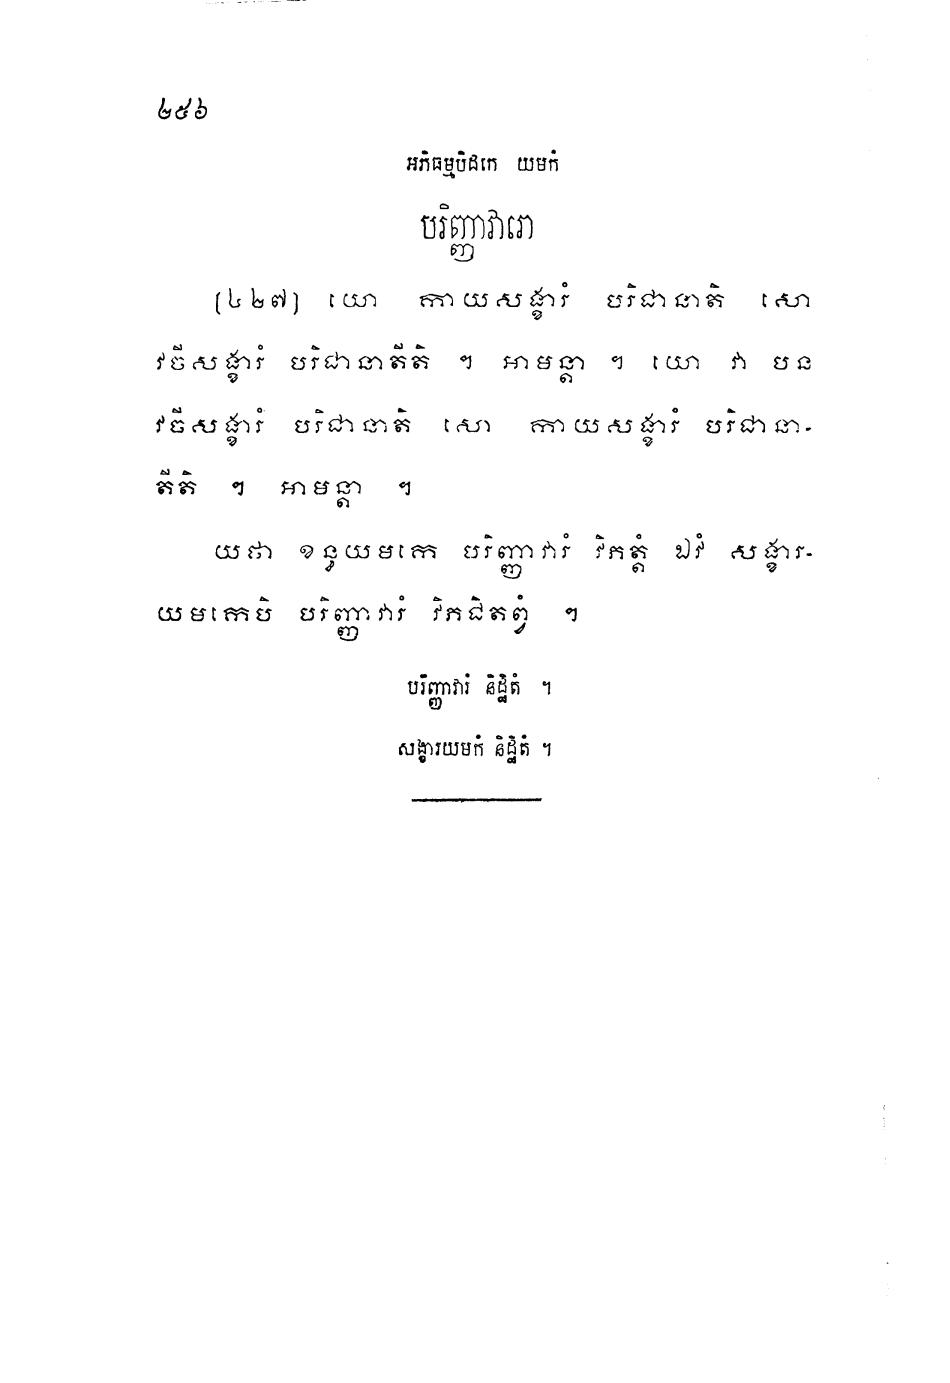 ២៥៦
អភិធម្មបិដកេ យមកំ
បរិញ្ញាវារោ
(៤២៧) យោ កាយសង្ខារំ បរិជានាតិ សោ
វចីសង្ខារំ បរិជានាតីតិ ។ អាមន្តា ។ យោ វា បន
វចីសង្ខារំ បរិជានាតិ សោ កាយសង្ខារំ បរិជានា-
តីតិ ។ អាមន្តា ។
យថា ខន្ធយមកេ បរិញ្ញាវារំ វិភត្តំ ឯវំ សង្ខារ-
យមកេបិ បរិញ្ញាវារំ វិភជិតព្វំ ។
បរិញ្ញាវារំ និដ្ឋិតំ ។
សង្ខារយមកំ និដ្ឋិតំ ។